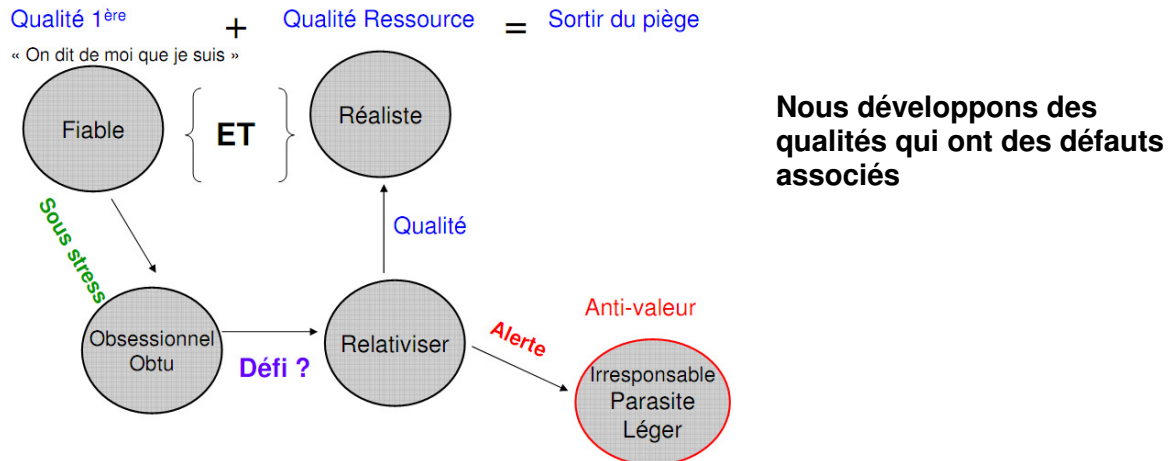 Qualité 1ère + Qualité Ressource = Sortir du piège
« On dit de moi que je suis »
Fiable { ET } Réaliste
Nous développons des
qualités qui ont des défauts
associés
Sous stress
Qualité
Anti-valeur
Obsessionnel
Obtu
Défi ?
Relativiser
Alerte
Irresponsable
Parasite
Léger